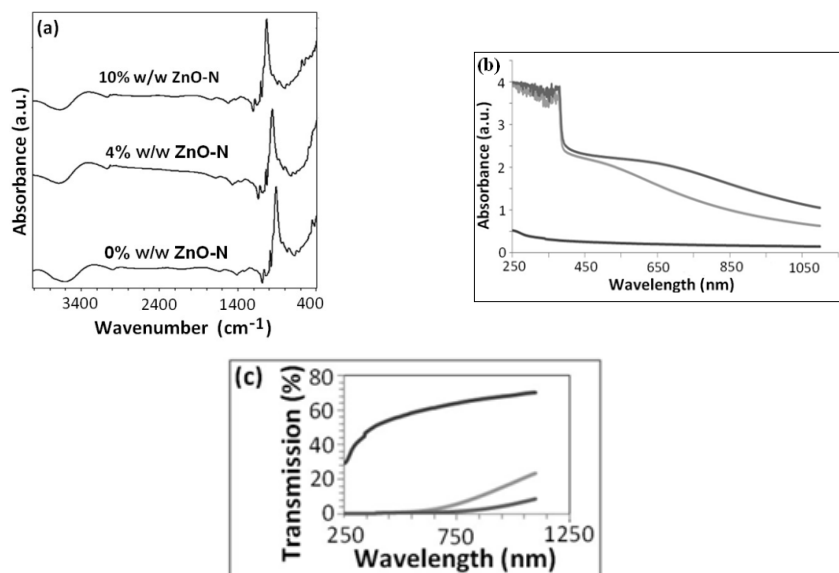 (a)
10% w/w ZnO-N
4% w/w ZnO-N
0% w/w ZnO-N
Absorbance (a.u.)
3400 2400 1400 400
Wavenumber (cm-1)
(b)
Absorbance (a.u.)
4
3
2
1
0
250 450 650 850 1050
Wavelength (nm)
(c)
Transmission (%)
80
60
40
20
0
250 750 1250
Wavelength (nm)